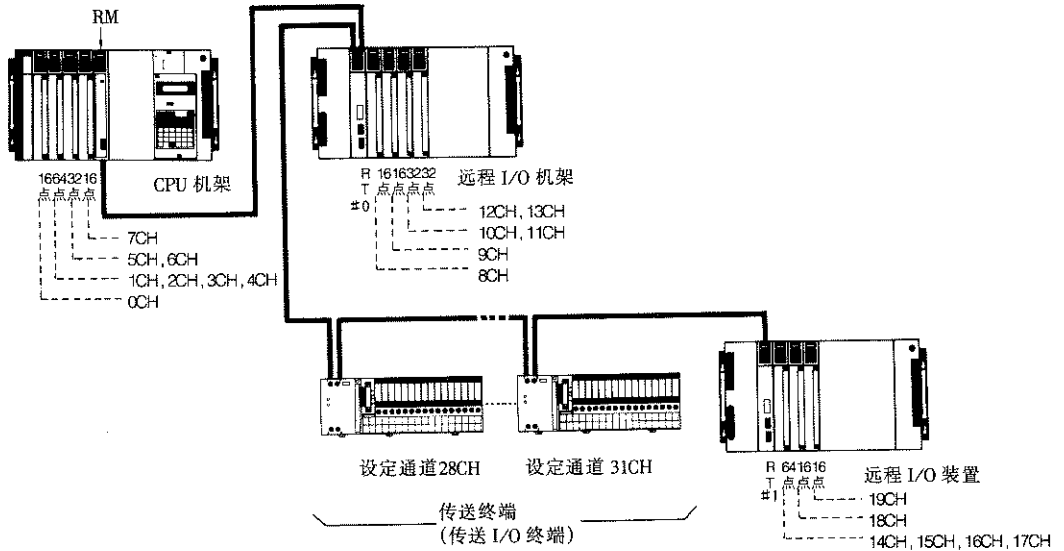 RM
16 64 32 16
点 点 点 点
CPU 机架
7CH
5CH, 6CH
1CH, 2CH, 3CH, 4CH
0CH
R T #0
16 16 32 32
点 点 点 点
远程 I/O 机架
12CH, 13CH
10CH, 11CH
9CH
8CH
设定通道28CH
设定通道 31CH
传送终端
(传送 I/O 终端)
R T #1
64 16 16
点 点 点
远程 I/O 装置
19CH
18CH
14CH, 15CH, 16CH, 17CH